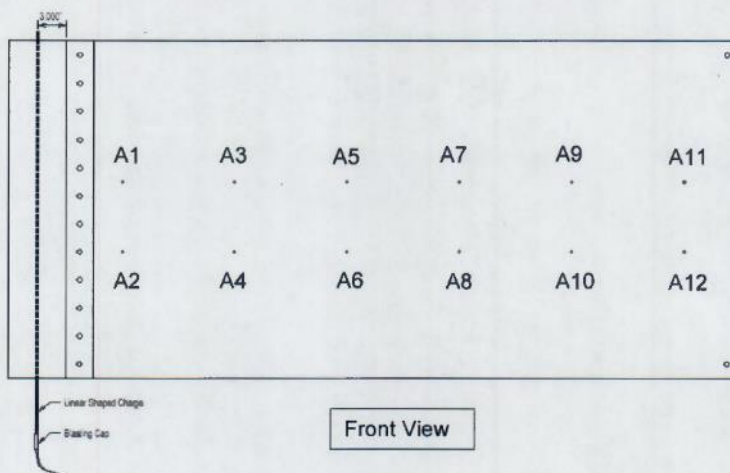 3.000"
A1 A3 A5 A7 A9 A11
A2 A4 A6 A8 A10 A12
Linear Shaped Charge
Blasting Cap
Front View